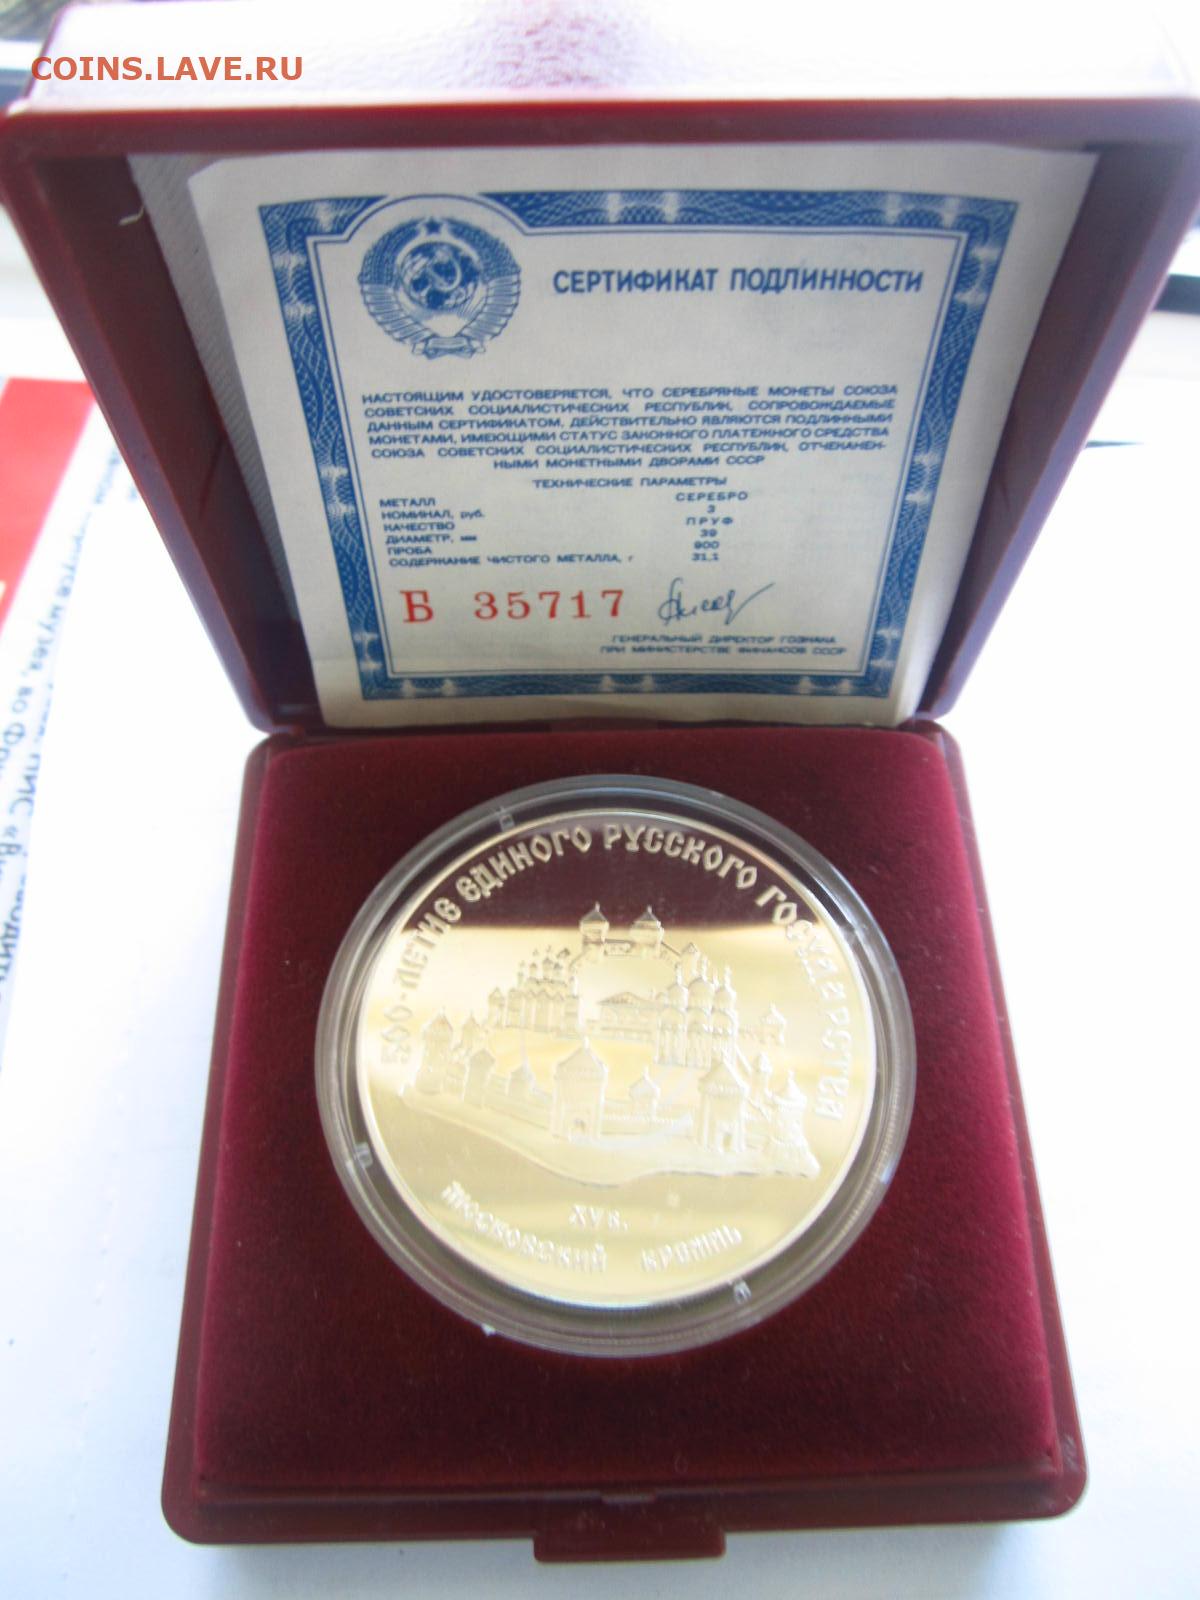 COINS.LAVE.RU
СЕРТИФИКАТ ПОДЛИННОСТИ
НАСТОЯЩИМ УДОСТОВЕРЯЕТСЯ, ЧТО СЕРЕБРЯНЫЕ МОНЕТЫ СОЮЗА
СОВЕТСКИХ СОЦИАЛИСТИЧЕСКИХ РЕСПУБЛИК, СОПРОВОЖДАЕМЫЕ
ДАННЫМ СЕРТИФИКАТОМ, ДЕЙСТВИТЕЛЬНО ЯВЛЯЮТСЯ ПОДЛИННЫМИ
МОНЕТАМИ, ИМЕЮЩИМИ СТАТУС ЗАКОННОГО ПЛАТЕЖНОГО СРЕДСТВА
СОЮЗА СОВЕТСКИХ СОЦИАЛИСТИЧЕСКИХ РЕСПУБЛИК, ОТЧЕКАНЕН-
НЫМИ МОНЕТНЫМИ ДВОРАМИ СССР
ТЕХНИЧЕСКИЕ ПАРАМЕТРЫ
МЕТАЛЛ СЕРЕБРО
НОМИНАЛ, руб. 3
КАЧЕСТВО ПРУФ
ДИАМЕТР, мм 39
ПРОБА 900
СОДЕРЖАНИЕ ЧИСТОГО МЕТАЛЛА, г 31,1
Б 35717
ГЕНЕРАЛЬНЫЙ ДИРЕКТОР ГОЗНАКА
ПРИ МИНИСТЕРСТВЕ ФИНАНСОВ СССР
500-ЛЕТИЕ ЕДИНОГО РУССКОГО ГОСУДАРСТВА
XV в.
МОСКОВСКИЙ КРЕМЛЬ
музея, во